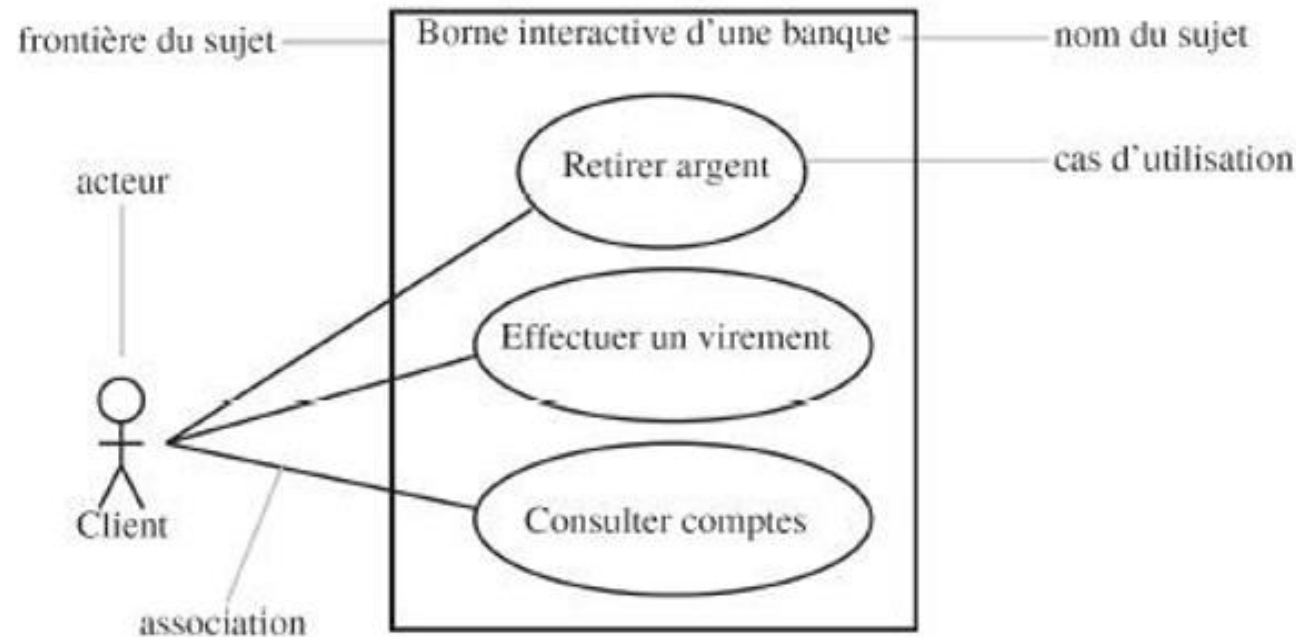 frontière du sujet
Borne interactive d'une banque
nom du sujet
Retirer argent
cas d'utilisation
acteur
Effectuer un virement
Client
Consulter comptes
association